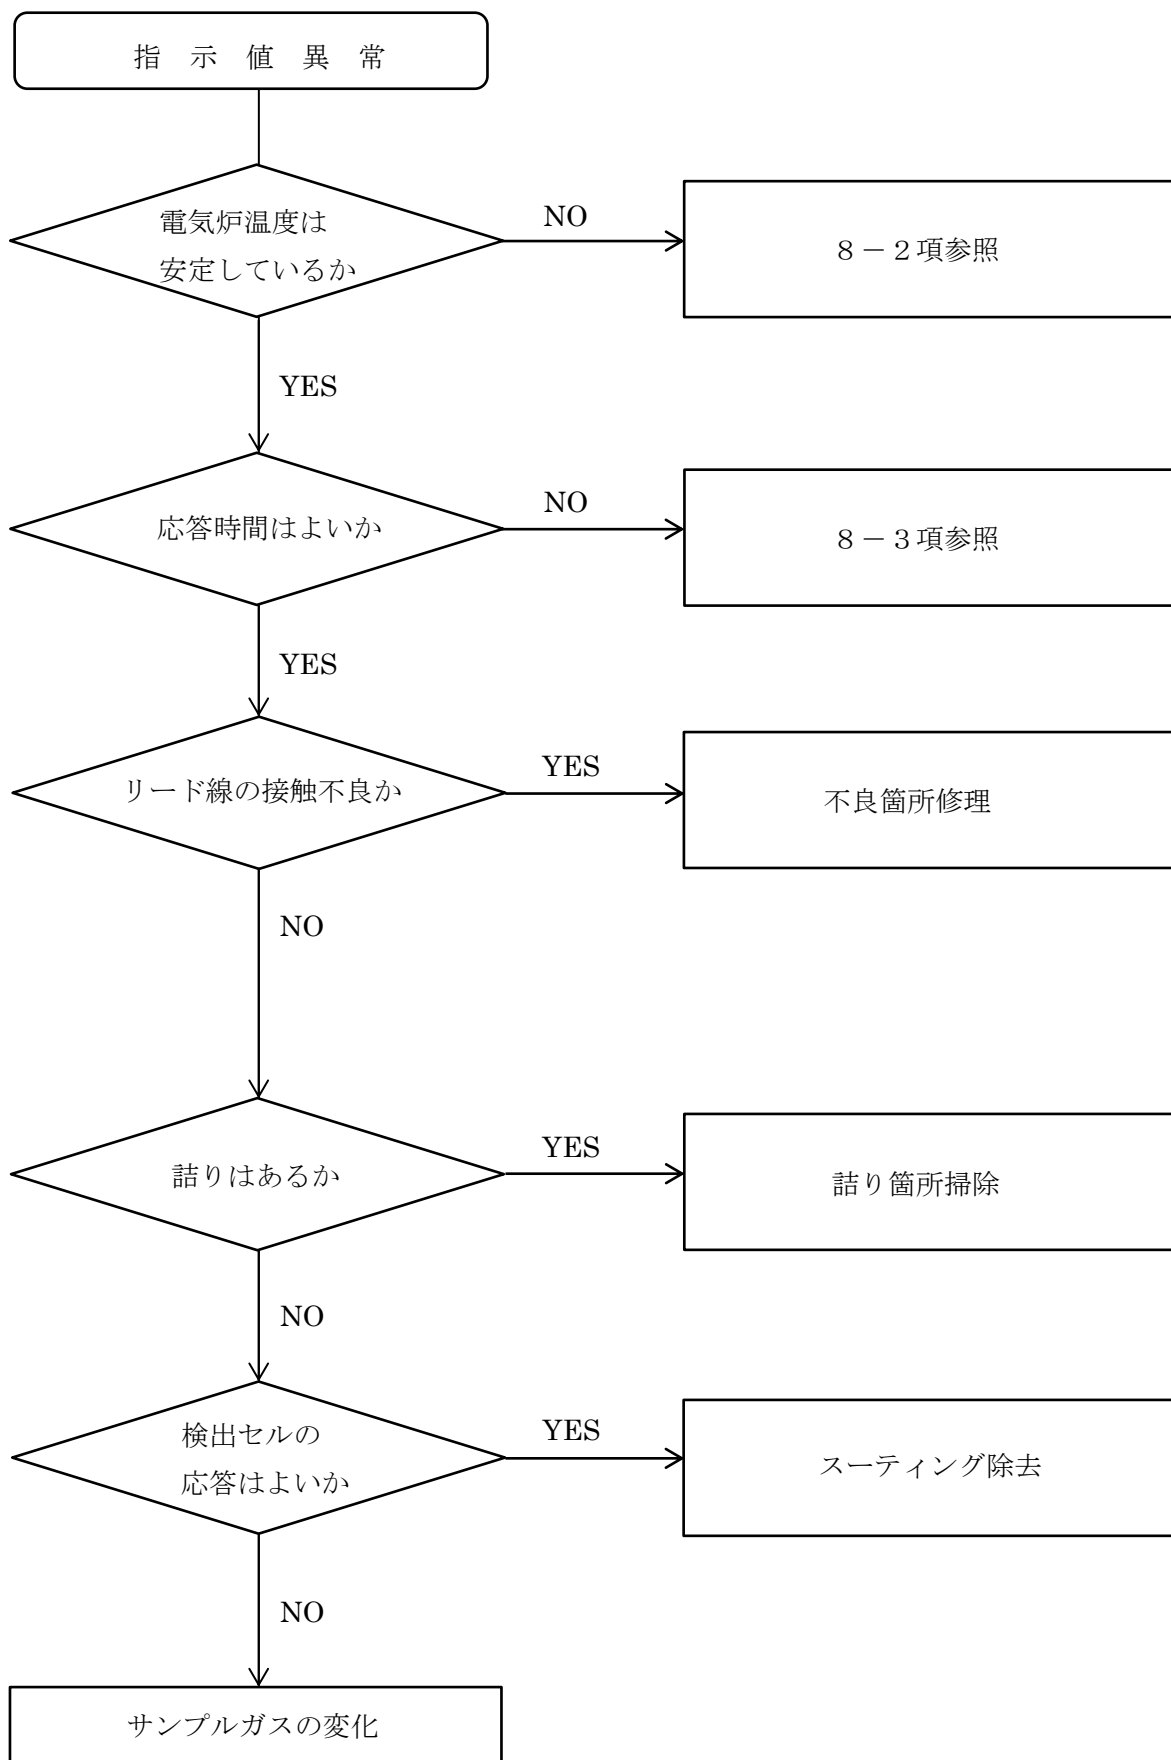 指 示 値 異 常
電気炉温度は
安定しているか
NO
８－２項参照
YES
応答時間はよいか
NO
８－３項参照
YES
リード線の接触不良か
YES
不良箇所修理
NO
詰りはあるか
YES
詰り箇所掃除
NO
検出セルの
応答はよいか
YES
スーティング除去
NO
サンプルガスの変化